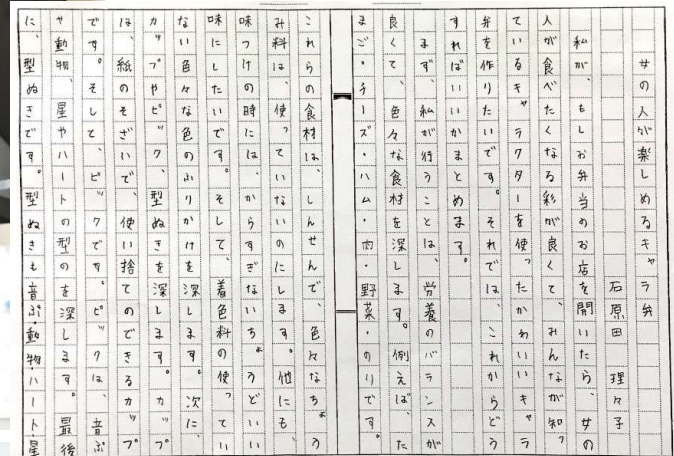 女の人が楽しめるキャラ弁
石原田 理々子
私が、もしお弁当のお店を開いたら、女の
人が食べたくなる彩が良くて、みんなが知っ
ているキャラクターを使ったかわいいキャラ
弁を作りたいです。それでは、これからどう
すればいいかまとめます。
まず、私が行うことは、労養のバランスが
良くて、色々な食材を深します。例えば、た
まご・チーズ・ハム・肉・野菜・のりです。
これらの食材は、しんせんで、色々なちょう
み料は、使っていないのにします。他にも、
味つけの時には、からすぎないちょうどいい
味にしたいです。そして、着色料の使ってい
ない色々な色のふりかけを深します。次に、
カップやピック、型ぬきを深します。カップ
は、紙のそざいで、使い捨てのできるカップ
です。そして、ピックです。ピックは、音ぷ
や動物、星やハートの型のを深します。最後
に、型ぬきです。型ぬきも音ぷ・動物・ハート・星